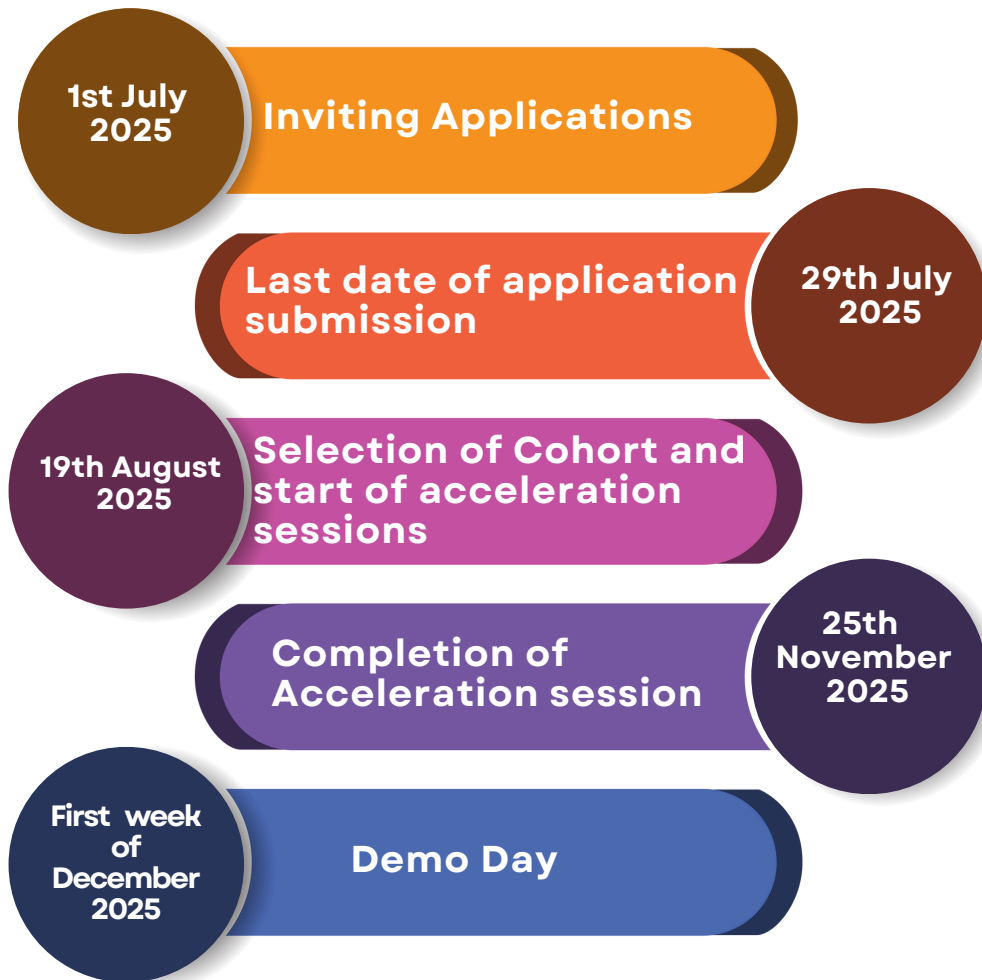 1st July
2025
Inviting Applications
Last date of application
submission
29th July
2025
19th August
2025
Selection of Cohort and
start of acceleration
sessions
Completion of
Acceleration session
25th
November
2025
First week
of
December
2025
Demo Day